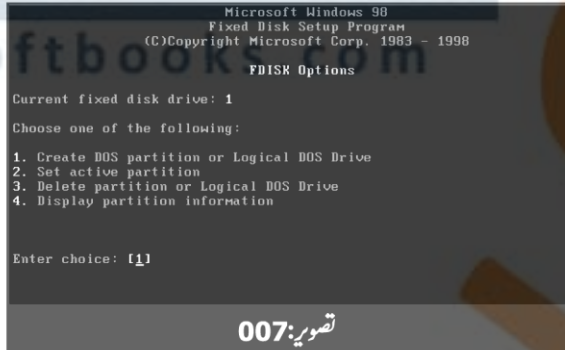 Microsoft Windows 98
Fixed Disk Setup Program
(C)Copyright Microsoft Corp. 1983 - 1998
ftbooks.com
FDISK Options
Current fixed disk drive: 1
Choose one of the following:
1. Create DOS partition or Logical DOS Drive
2. Set active partition
3. Delete partition or Logical DOS Drive
4. Display partition information
Enter choice: [1]
تصویر:007